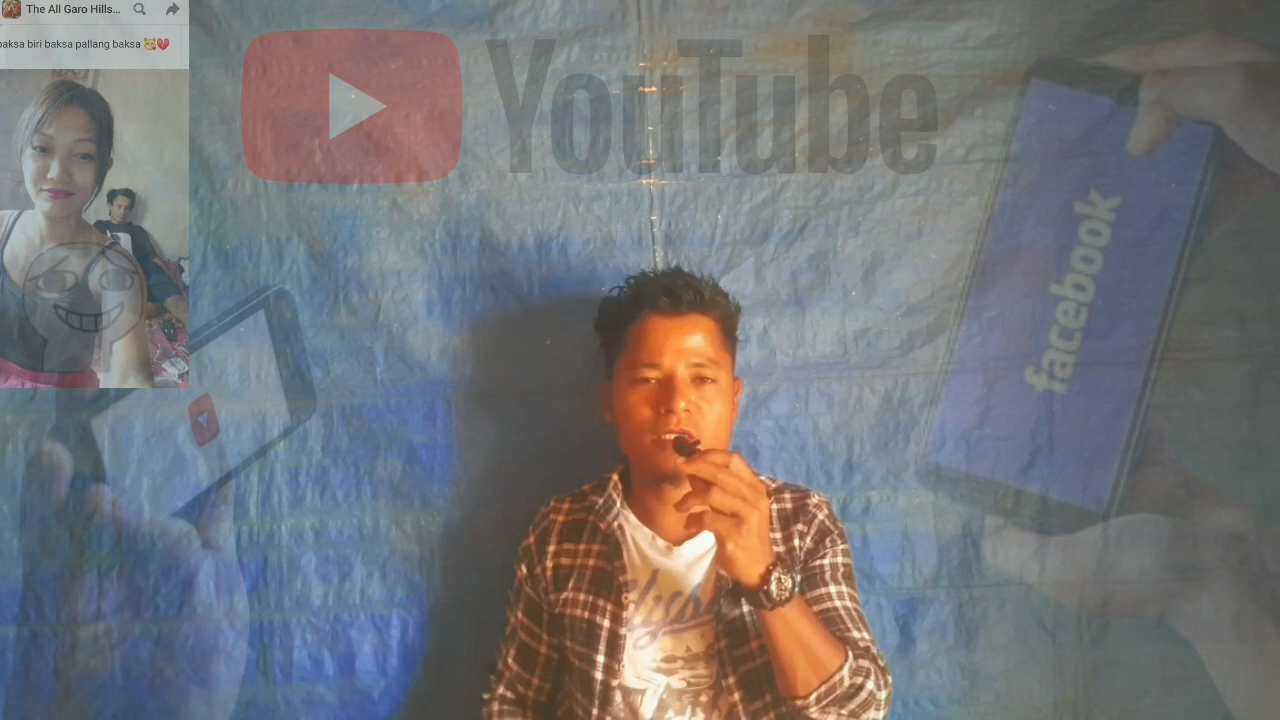 The All Garo Hills...
baksa biri baksa pallang baksa 😽💔
YouTube
facebook